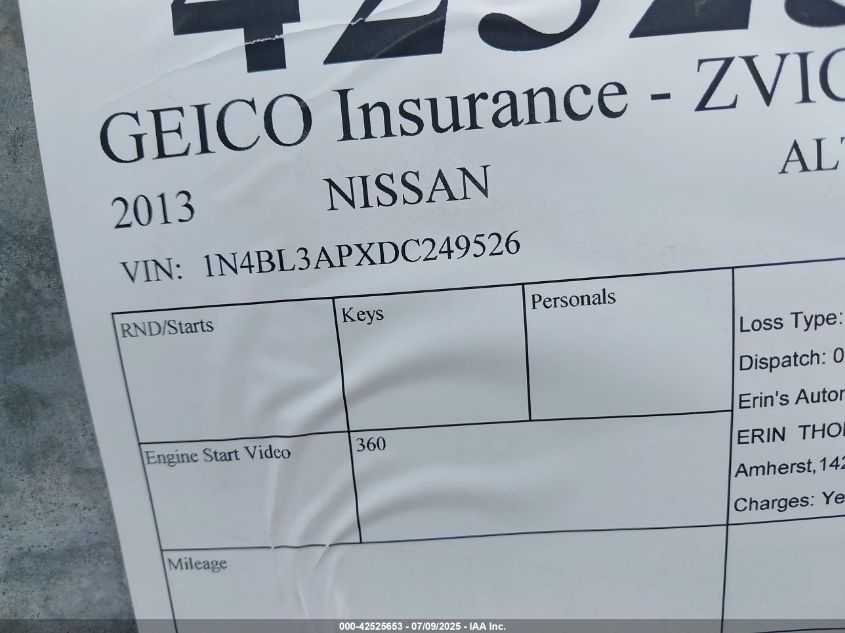 GEICO Insurance - ZVIC
2013 NISSAN ALT
VIN: 1N4BL3APXDC249526
RND/Starts
Keys
Personals
Loss Type:
Dispatch: 0
Erin's Autom
ERIN THO
Amherst,142
Charges: Ye
Engine Start Video
360
Mileage
000-42525653 - 07/09/2025 - IAA Inc.